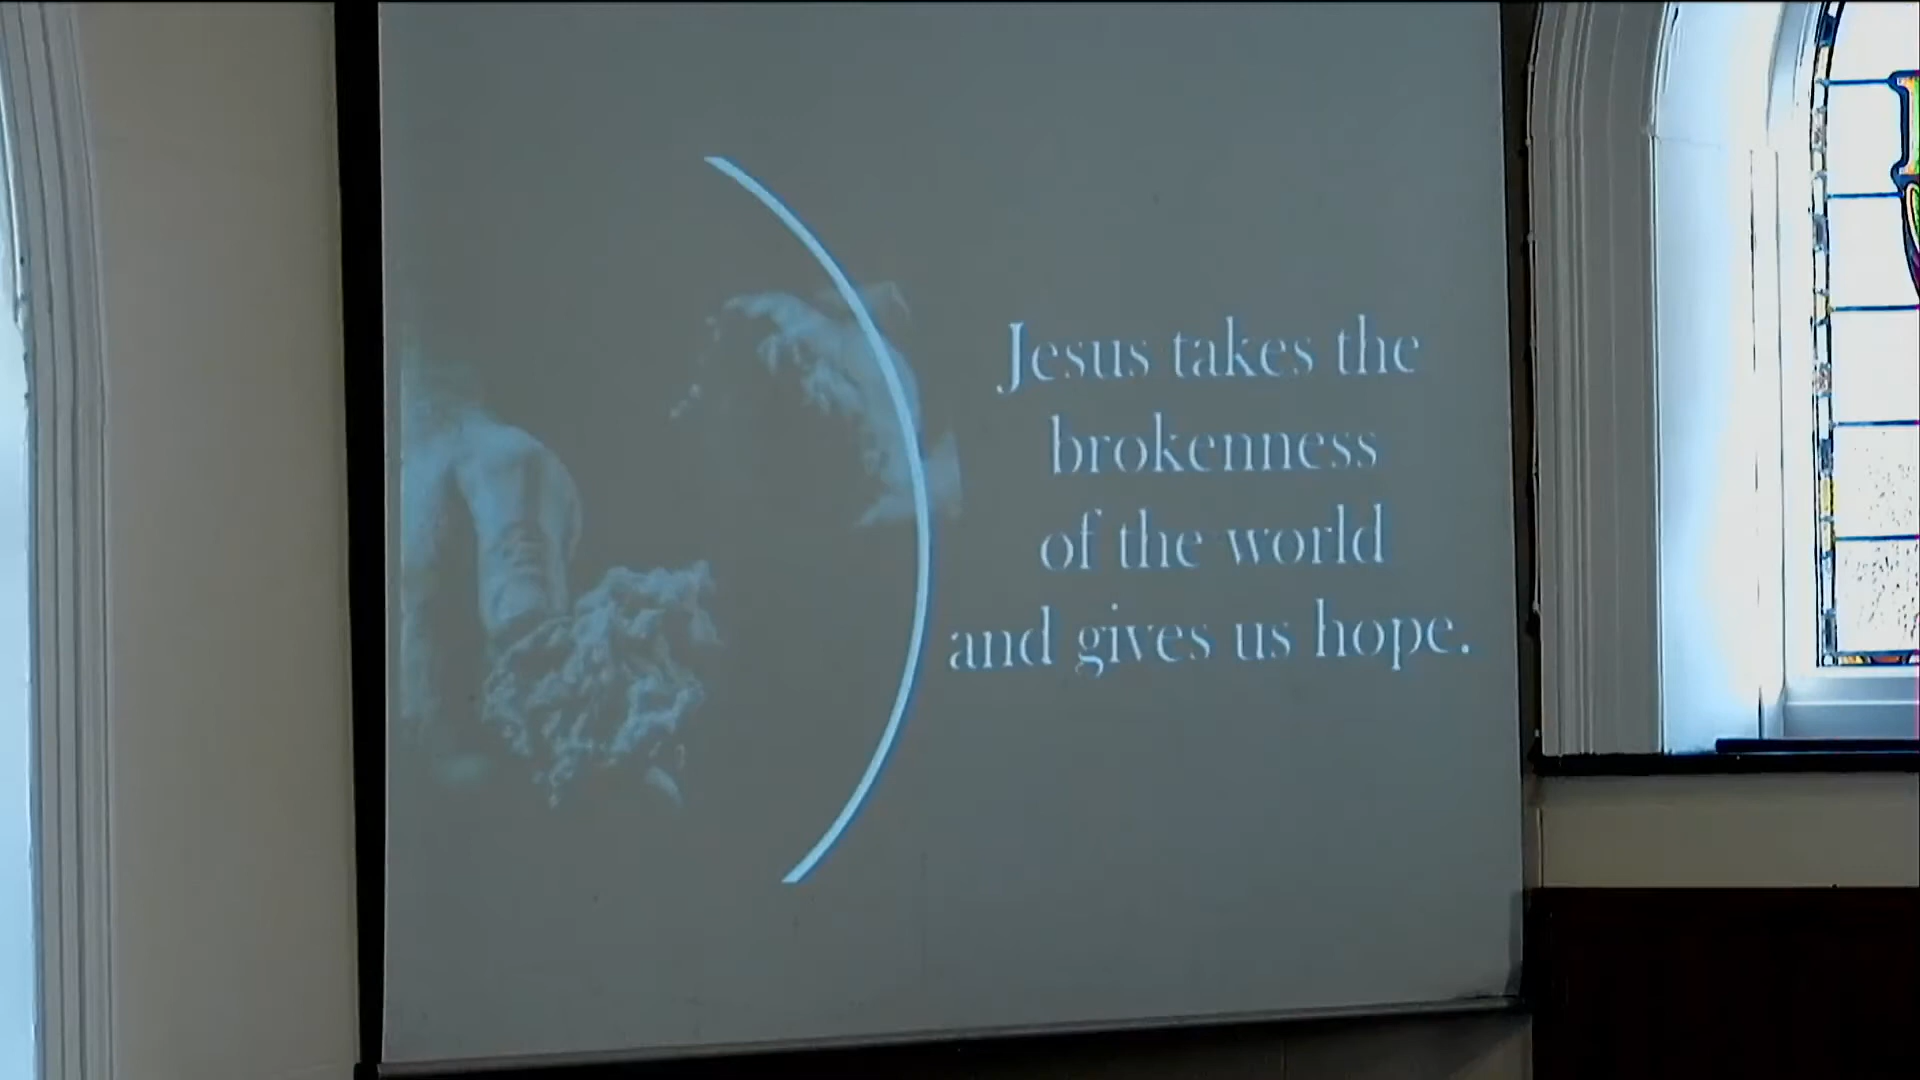 Jesus takes the
brokenness
of the world
and gives us hope.